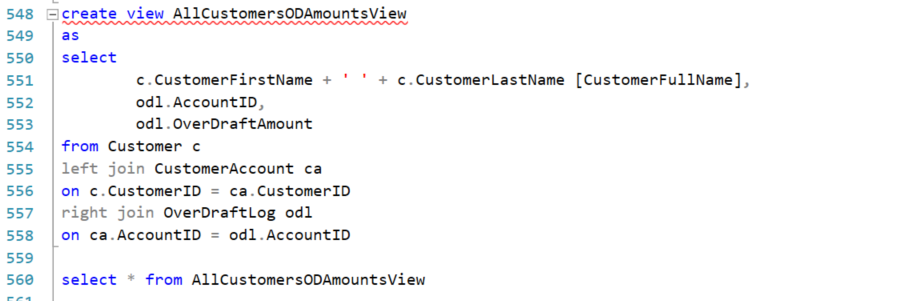 548 create view AllCustomersODAmountsView
549 as
550 select
551 c.CustomerFirstName + ' ' + c.CustomerLastName [CustomerFullName],
552 odl.AccountID,
553 odl.OverDraftAmount
554 from Customer c
555 left join CustomerAccount ca
556 on c.CustomerID = ca.CustomerID
557 right join OverDraftLog odl
558 on ca.AccountID = odl.AccountID
559
560 select * from AllCustomersODAmountsView